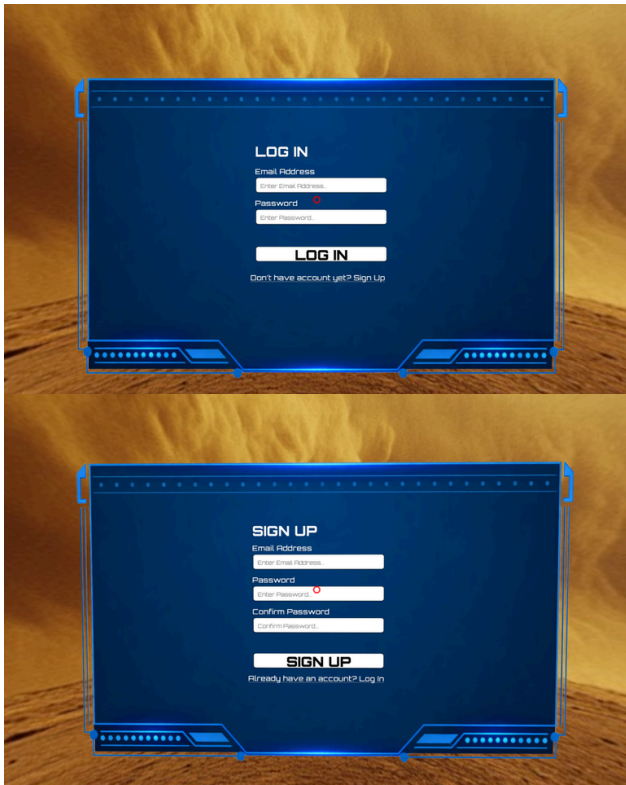 LOG IN
Email Address
Enter Email Address..
Password
Enter Password..
LOG IN
Don't have account yet? Sign Up
SIGN UP
Email Address
Enter Email Address..
Password
Enter Password..
Confirm Password
Confirm Password..
SIGN UP
Already have an account? Log In